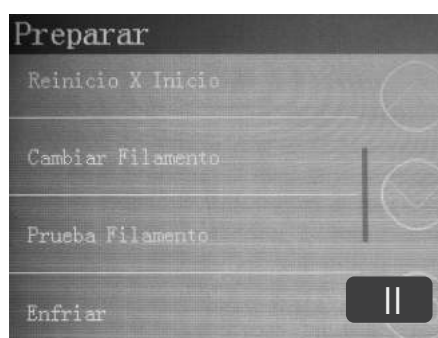 Preparar
Reinicio X Inicio
Cambiar Filamento
Prueba Filamento
Enfriar